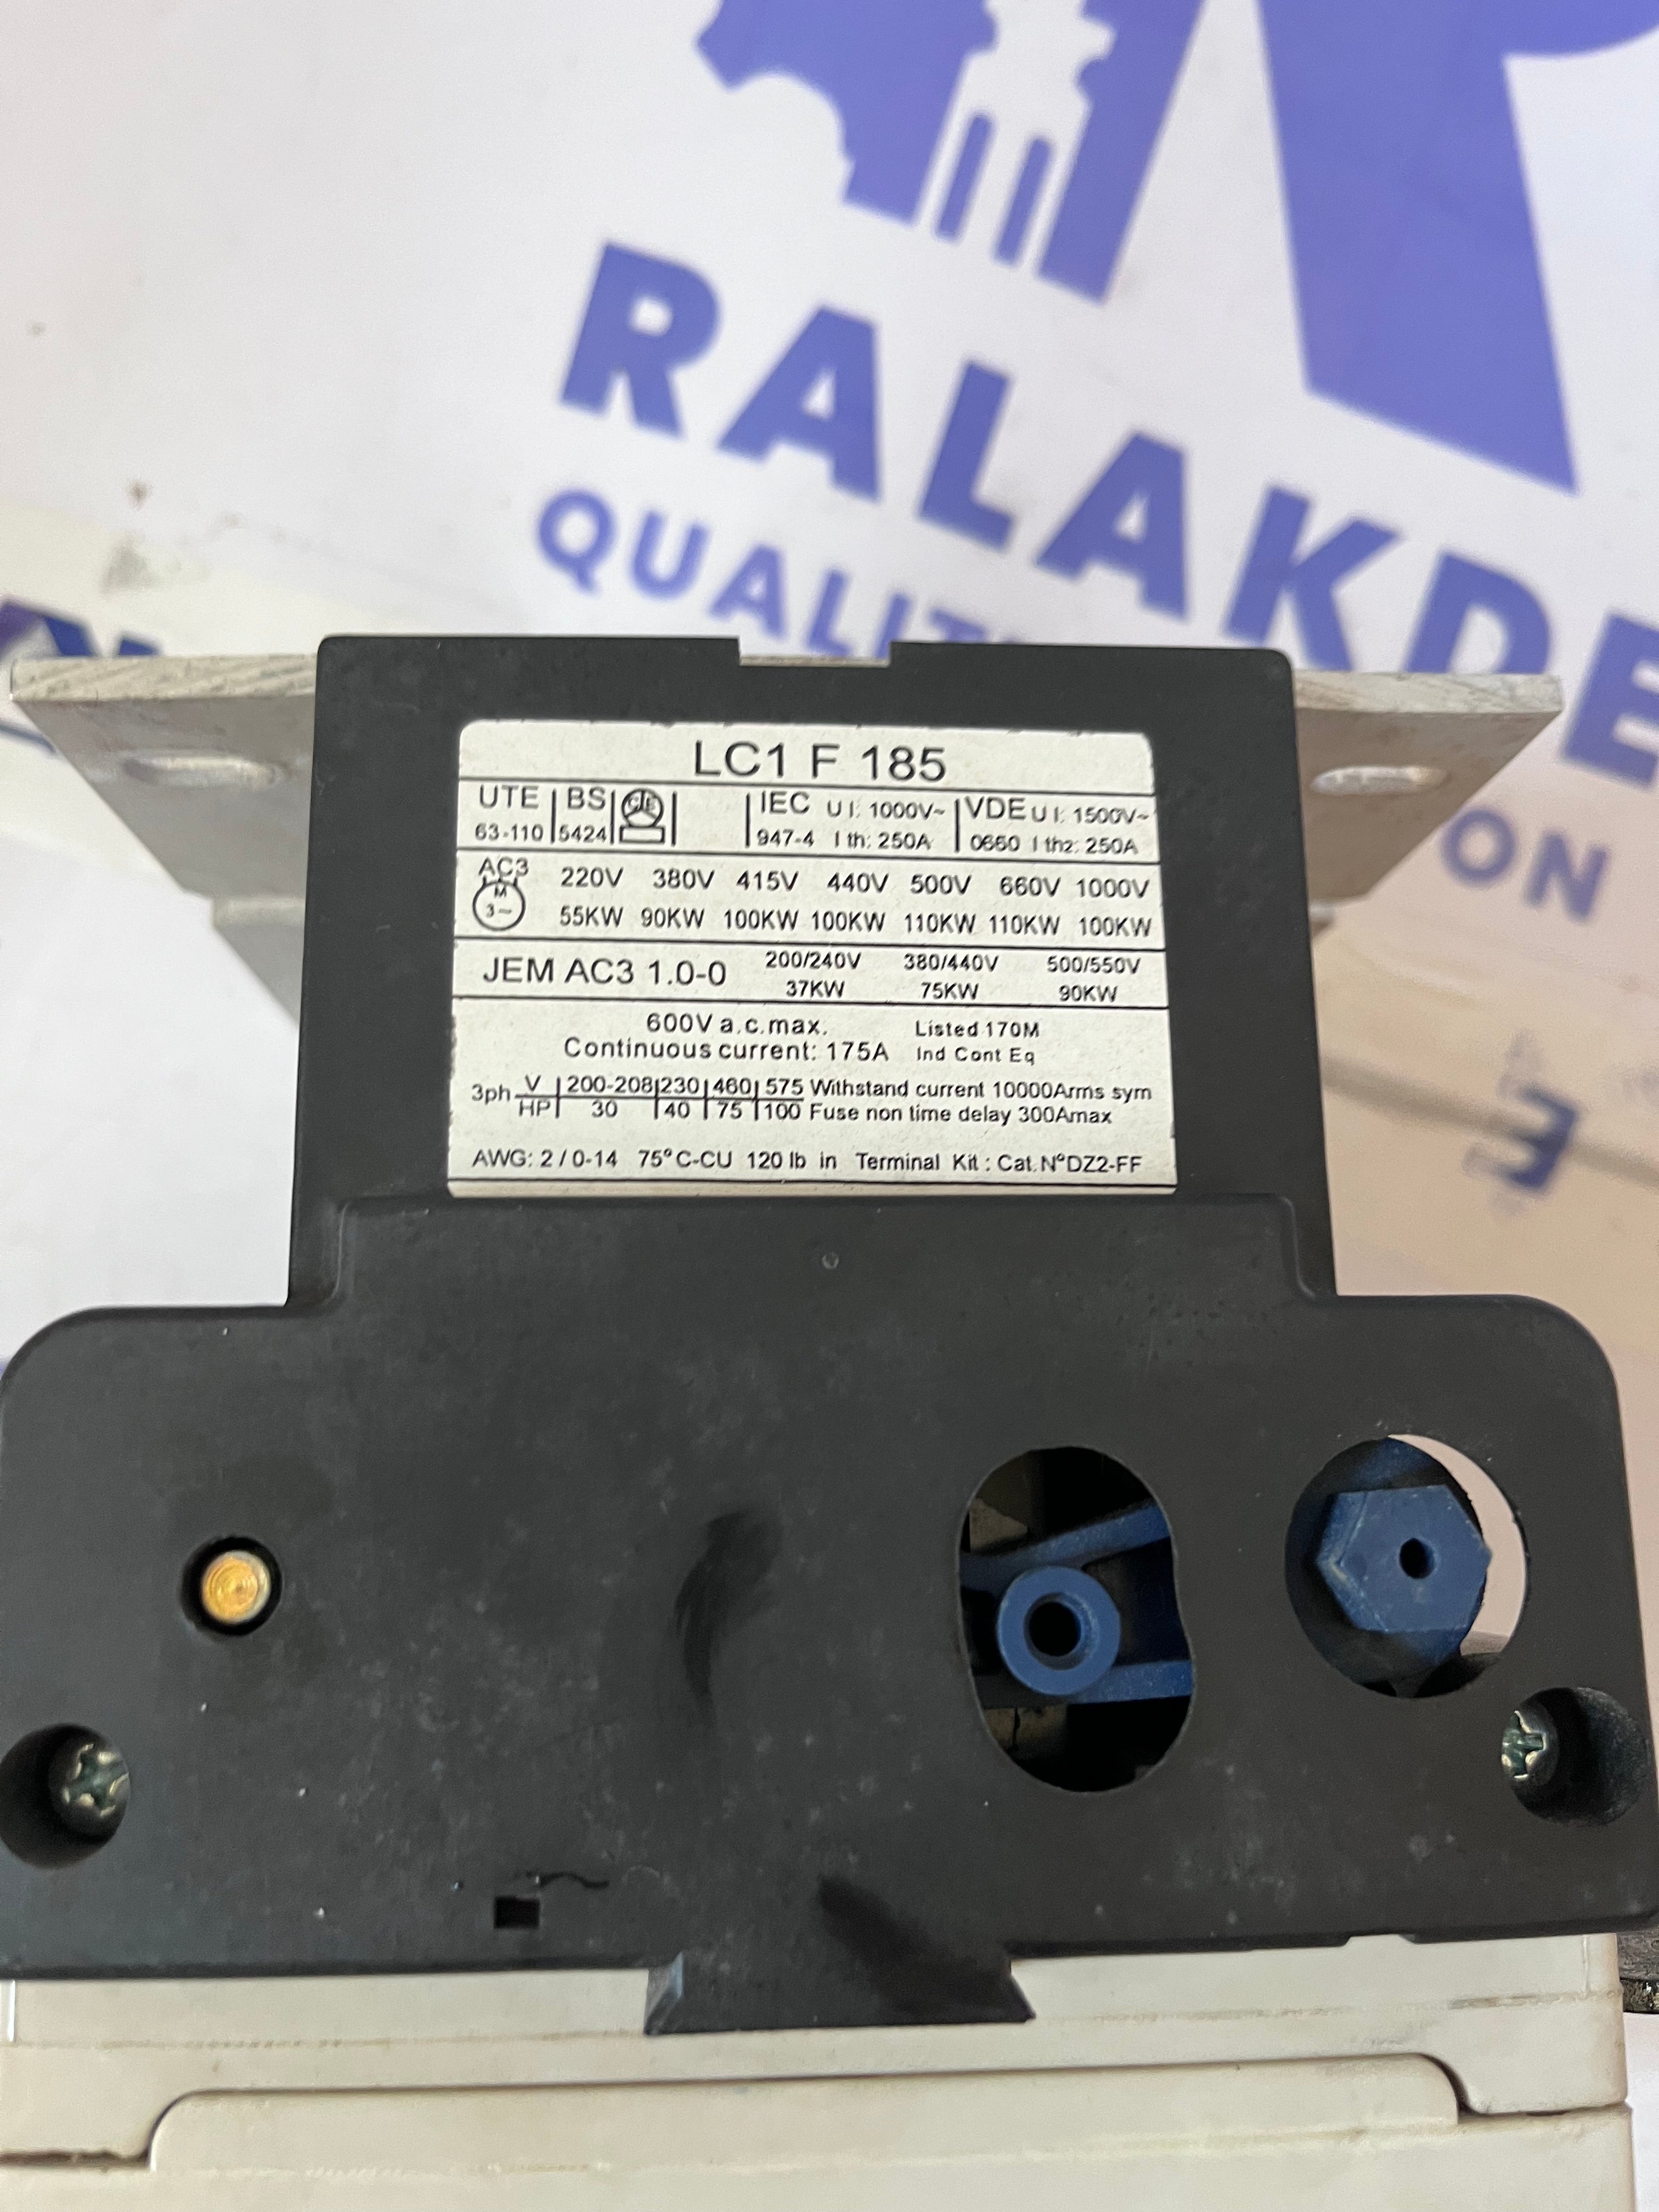 RALAKDE
QUALIT
ON
LC1 F 185
UTE BS IEC U I: 1000V~ VDE U I: 1500V~
63-110 5424 947-4 I th: 250A 0660 I th2: 250A
AC3 220V 380V 415V 440V 500V 660V 1000V
M
3~ 55KW 90KW 100KW 100KW 110KW 110KW 100KW
JEM AC3 1.0-0 200/240V 380/440V 500/550V
37KW 75KW 90KW
600V a.c.max. Listed 170M
Continuous current: 175A Ind Cont Eq
3ph V 200-208 230 460 575 Withstand current 10000Arms sym
HP 30 40 75 100 Fuse non time delay 300Amax
AWG: 2/0-14 75°C-CU 120 lb in Terminal Kit : Cat.N°DZ2-FF